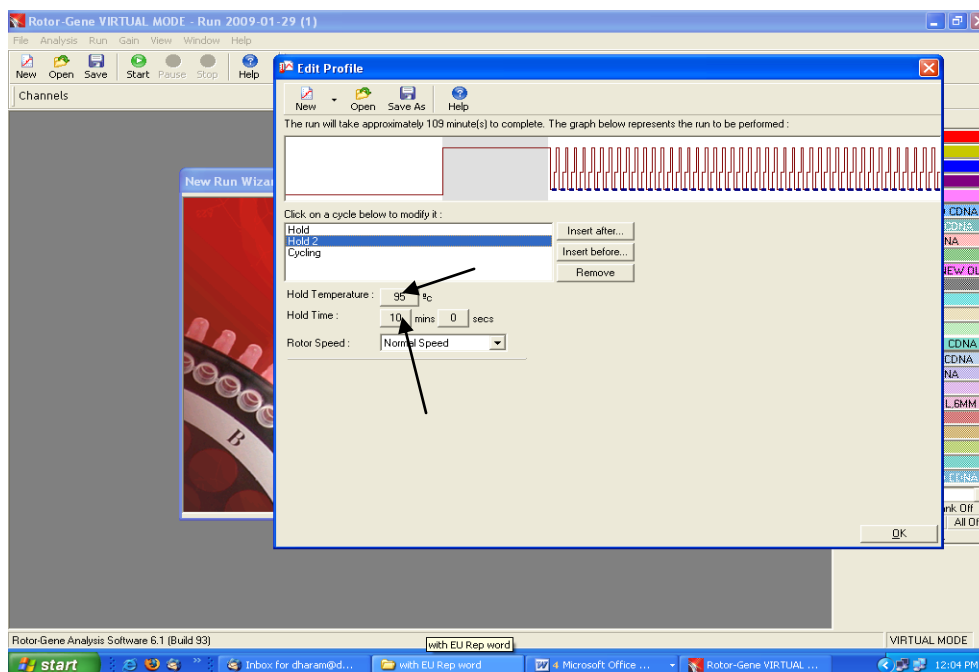 Rotor-Gene VIRTUAL MODE - Run 2009-01-29 (1)
File Analysis Run Gain View Window Help
New Open Save Start Pause Stop Help
Channels
New Run Wiza
Edit Profile
New Open Save As Help
The run will take approximately 109 minute(s) to complete. The graph below represents the run to be performed :
Click on a cycle below to modify it :
Hold
Hold 2
Cycling
Insert after...
Insert before...
Remove
Hold Temperature : 95 ºc
Hold Time : 10 mins 0 secs
Rotor Speed : Normal Speed
OK
B
CDNA
CDNA
NA
NEW DL
CDNA
CDNA
NA
L,6MM
CDNA
nk Off
All Of
Rotor-Gene Analysis Software 6.1 (Build 93)
with EU Rep word
VIRTUAL MODE
start
Inbox for dharam@d...
with EU Rep word
4 Microsoft Office ...
Rotor-Gene VIRTUAL ...
12:04 PM